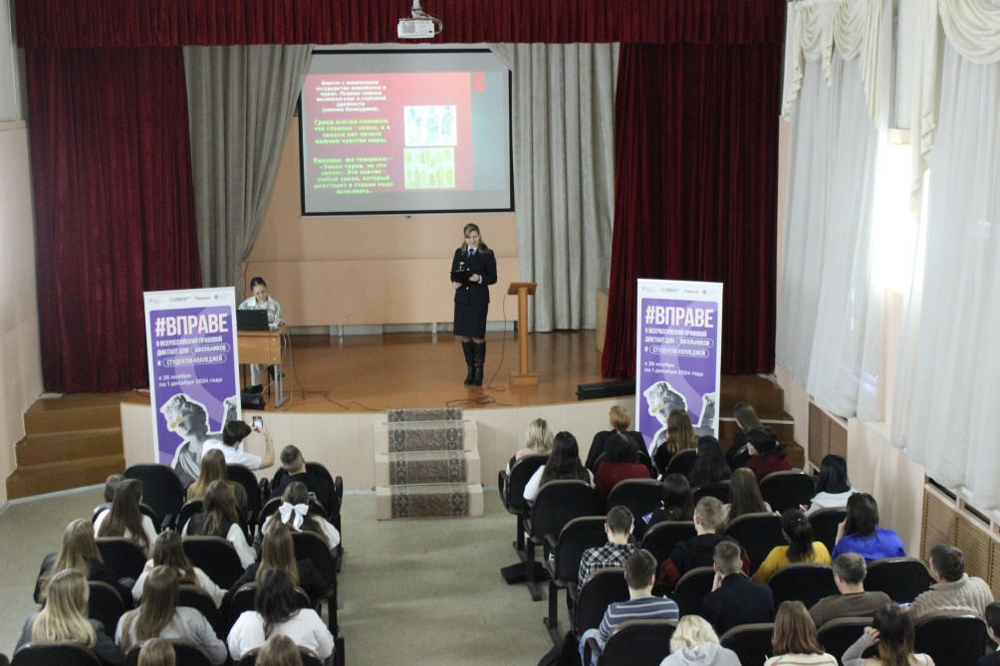 Вместе с появлением
государства появляется и
право. Первые законы
возникли еще в глубокой
древности
(законы Хаммурапи).
Греки всегда помнили,
что главное - закон, а в
законе нет ничего
важнее чувства меры.
Римляне же говорили: -
«Закон суров, но это
закон». Это значит -
любой закон, который
действует в стране надо
исполнять.
#ВПРАВЕ
II ВСЕРОССИЙСКИЙ ПРАВОВОЙ
ДИКТАНТ ДЛЯ ШКОЛЬНИКОВ
И СТУДЕНТОВ КОЛЛЕДЖЕЙ
с 25 ноября
по 1 декабря 2024 года
#ВПРАВЕ
II ВСЕРОССИЙСКИЙ ПРАВОВОЙ
ДИКТАНТ ДЛЯ ШКОЛЬНИКОВ
И СТУДЕНТОВ КОЛЛЕДЖЕЙ
с 25 ноября
по 1 декабря 2024 года